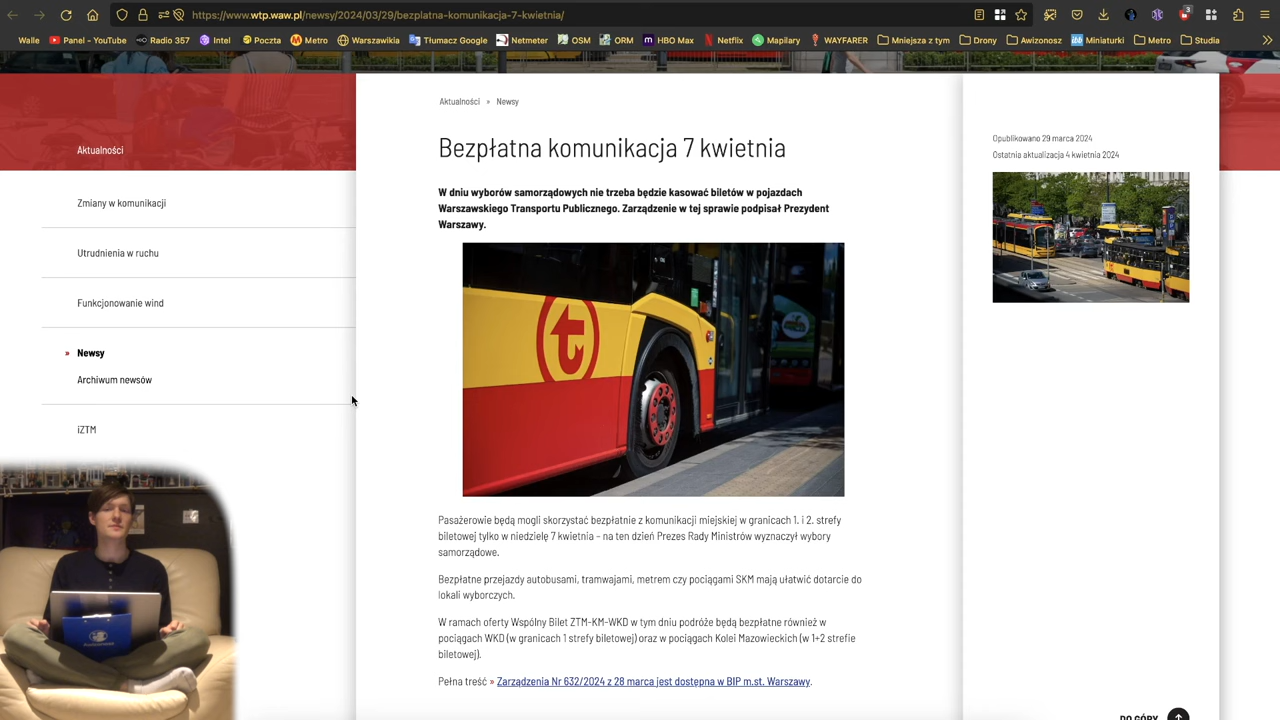 https://www.wtp.waw.pl/newsy/2024/03/29/bezplatna-komunikacja-7-kwietnia/
3
Walle Panel - YouTube Radio 357 Intel Metro Warszawikia Tłumacz Google Netmeter OSM ORM HBO Max Netflix Mapilary WAYFARER Mniejsza z tym Drony Awizonosz Miniaturki Metro Studia
Aktualności
Zmiany w komunikacji
Utrudnienia w ruchu
Funkcjonowanie wind
» Newsy
Archiwum newsów
iZTM
Aktualności » Newsy
Bezpłatna komunikacja 7 kwietnia
W dniu wyborów samorządowych nie trzeba będzie kasować biletów w pojazdach
Warszawskiego Transportu Publicznego. Zarządzenie w tej sprawie podpisał Prezydent
Warszawy.
Pasażerowie będą mogli skorzystać bezpłatnie z komunikacji miejskiej w granicach 1. i 2. strefy
biletowej tylko w niedzielę 7 kwietnia – na ten dzień Prezes Rady Ministrów wyznaczył wybory
samorządowe.
Bezpłatne przejazdy autobusami, tramwajami, metrem czy pociągami SKM mają ułatwić dotarcie do
lokali wyborczych.
W ramach oferty Wspólny Bilet ZTM-KM-WKD w tym dniu podróże będą bezpłatne również w
pociągach WKD (w granicach 1 strefy biletowej) oraz w pociągach Kolei Mazowieckich (w 1+2 strefie
biletowej).
Pełna treść » Zarządzenia Nr 632/2024 z 28 marca jest dostępna w BIP m.st. Warszawy.
Opublikowano 29 marca 2024
Ostatnia aktualizacja 4 kwietnia 2024
DO GÓRY